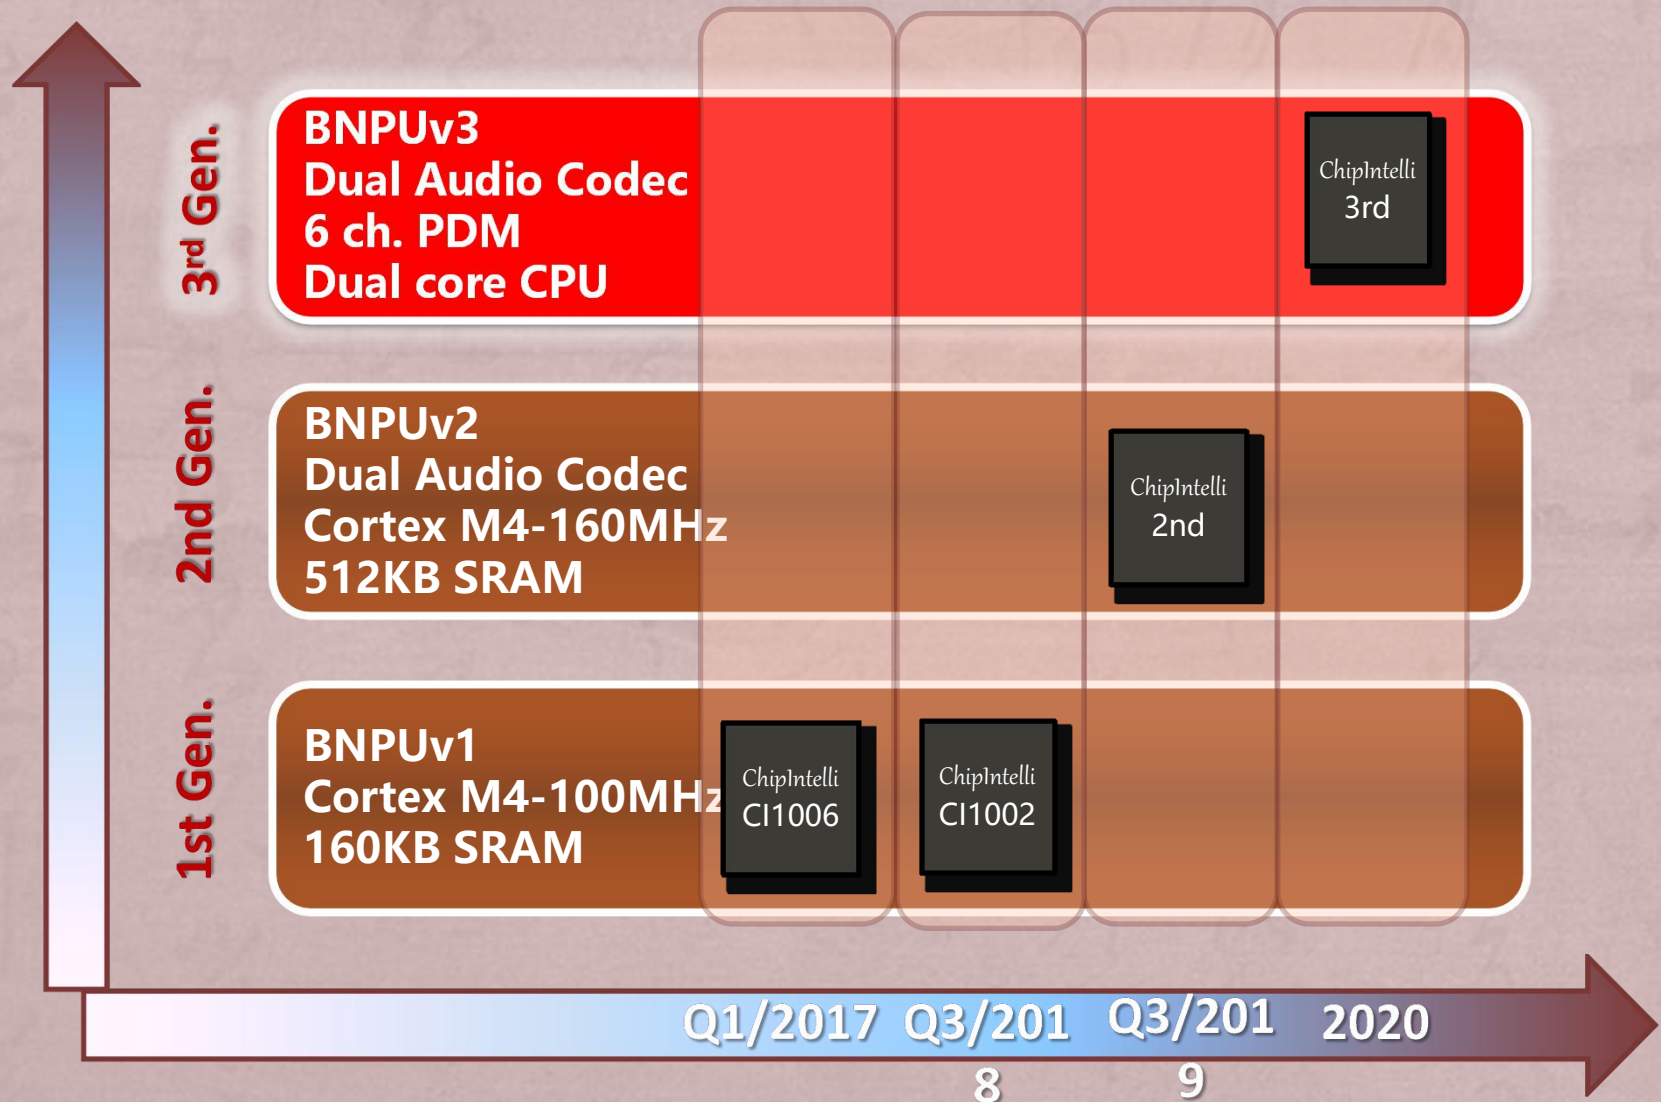 3rd Gen.
BNPUv3
Dual Audio Codec
6 ch. PDM
Dual core CPU
ChipIntelli
3rd
2nd Gen.
BNPUv2
Dual Audio Codec
Cortex M4-160MHz
512KB SRAM
ChipIntelli
2nd
1st Gen.
BNPUv1
Cortex M4-100MHz
160KB SRAM
ChipIntelli
CI1006
ChipIntelli
CI1002
Q1/2017
Q3/201
8
Q3/201
9
2020